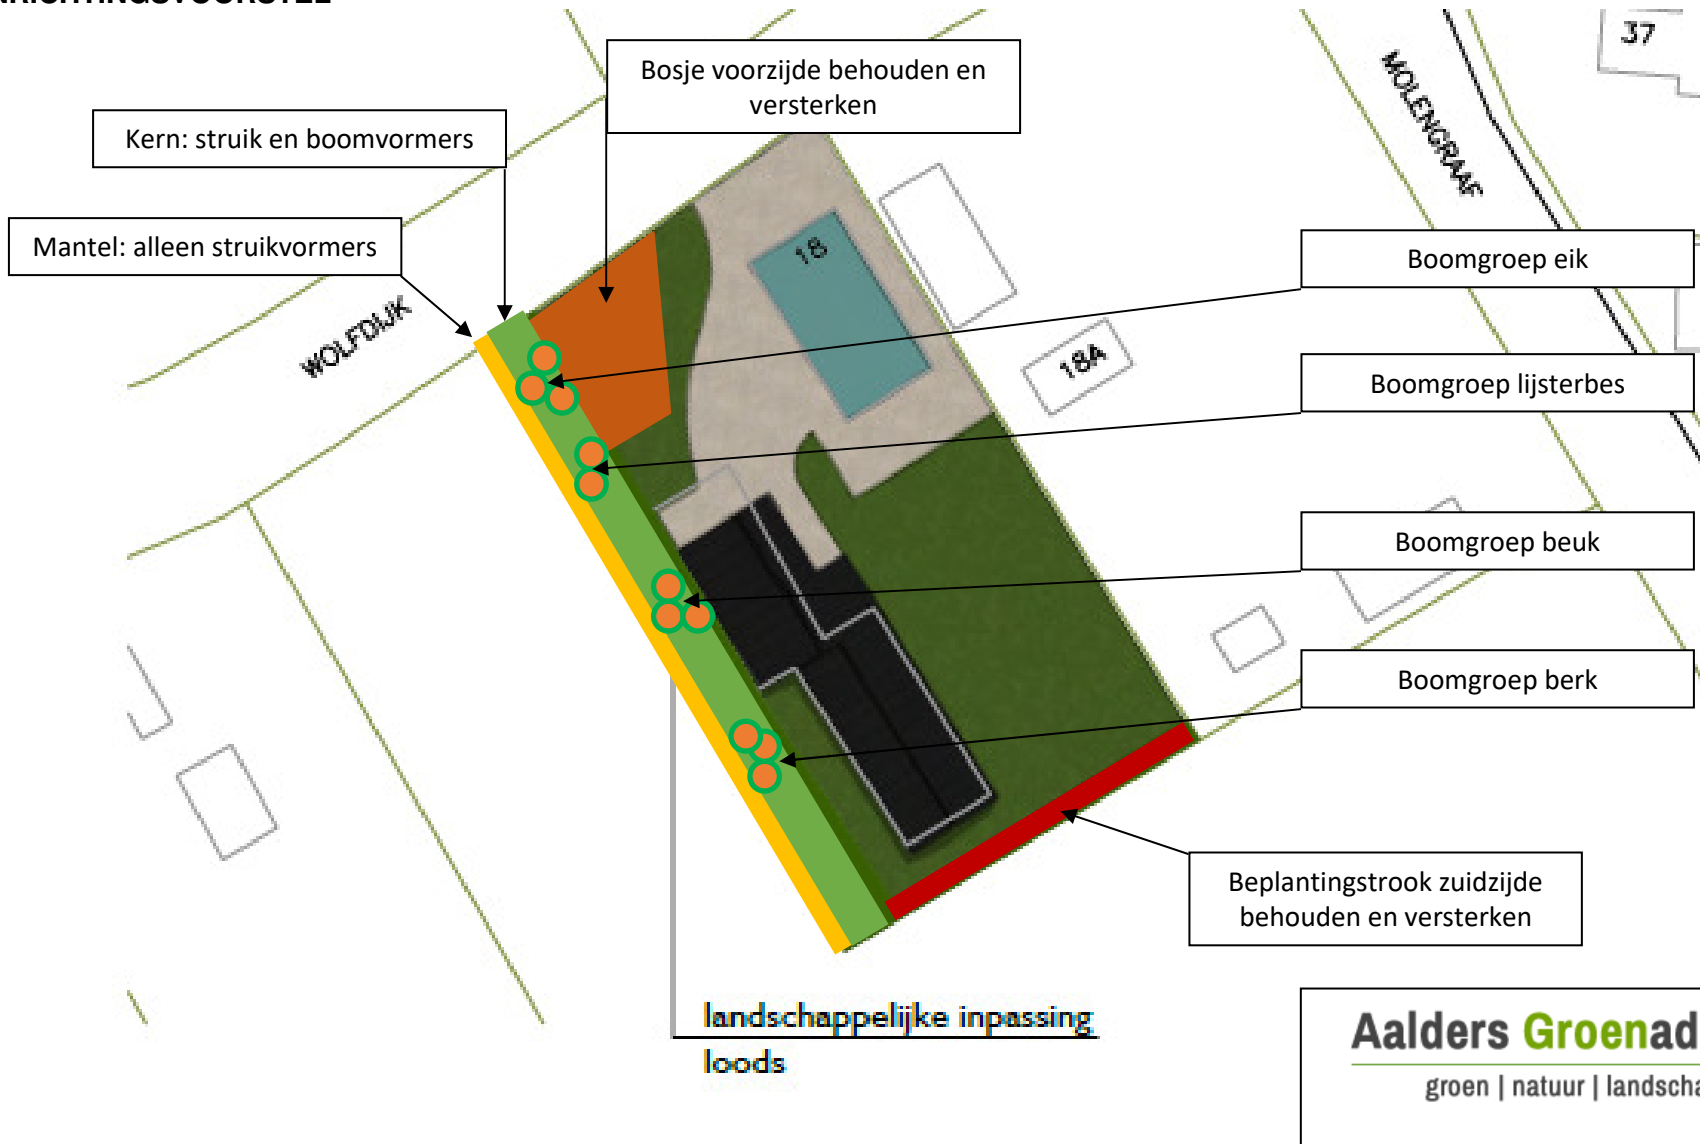 Bosje voorzijde behouden en
versterken
37
MOLENGRAAF
Kern: struik en boomvormers
Mantel: alleen struikvormers
WOLFDIJK
18
18A
Boomgroep eik
Boomgroep lijsterbes
Boomgroep beuk
Boomgroep berk
Beplantingstrook zuidzijde
behouden en versterken
landschappelijke inpassing
loods
Aalders Groenad
groen | natuur | landscha